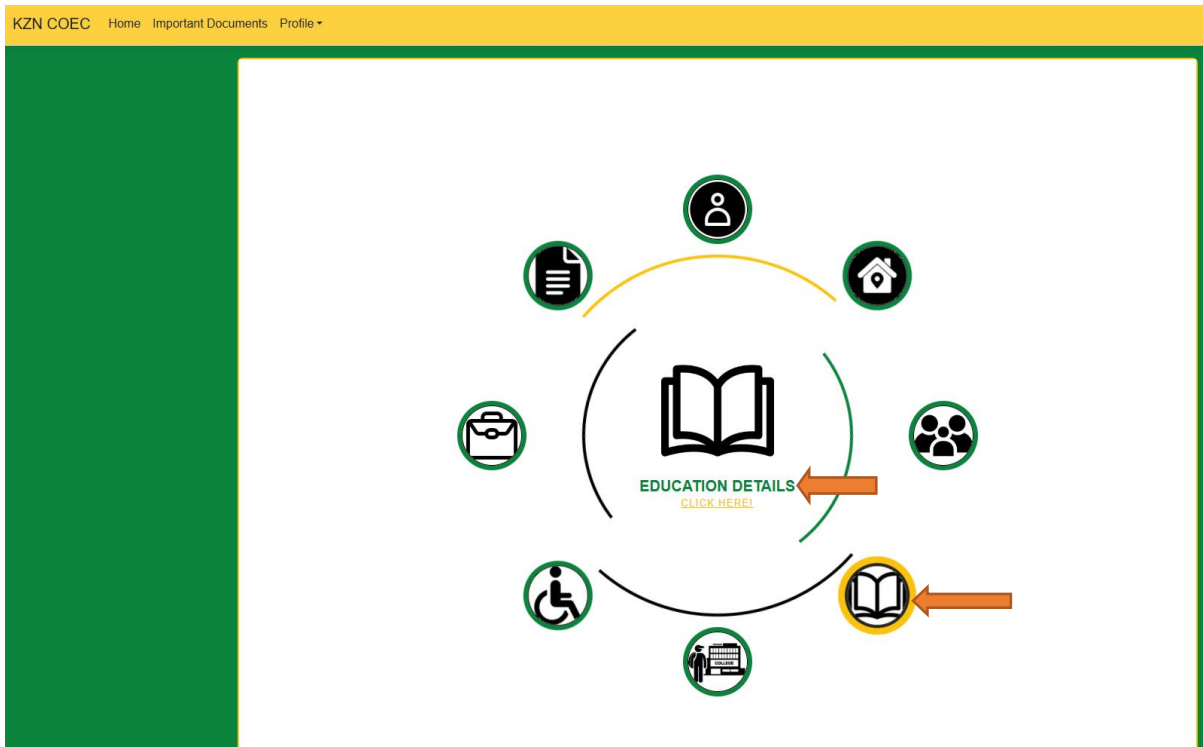 KZN COEC Home Important Documents Profile
EDUCATION DETAILS
CLICK HERE!
COLLEGE